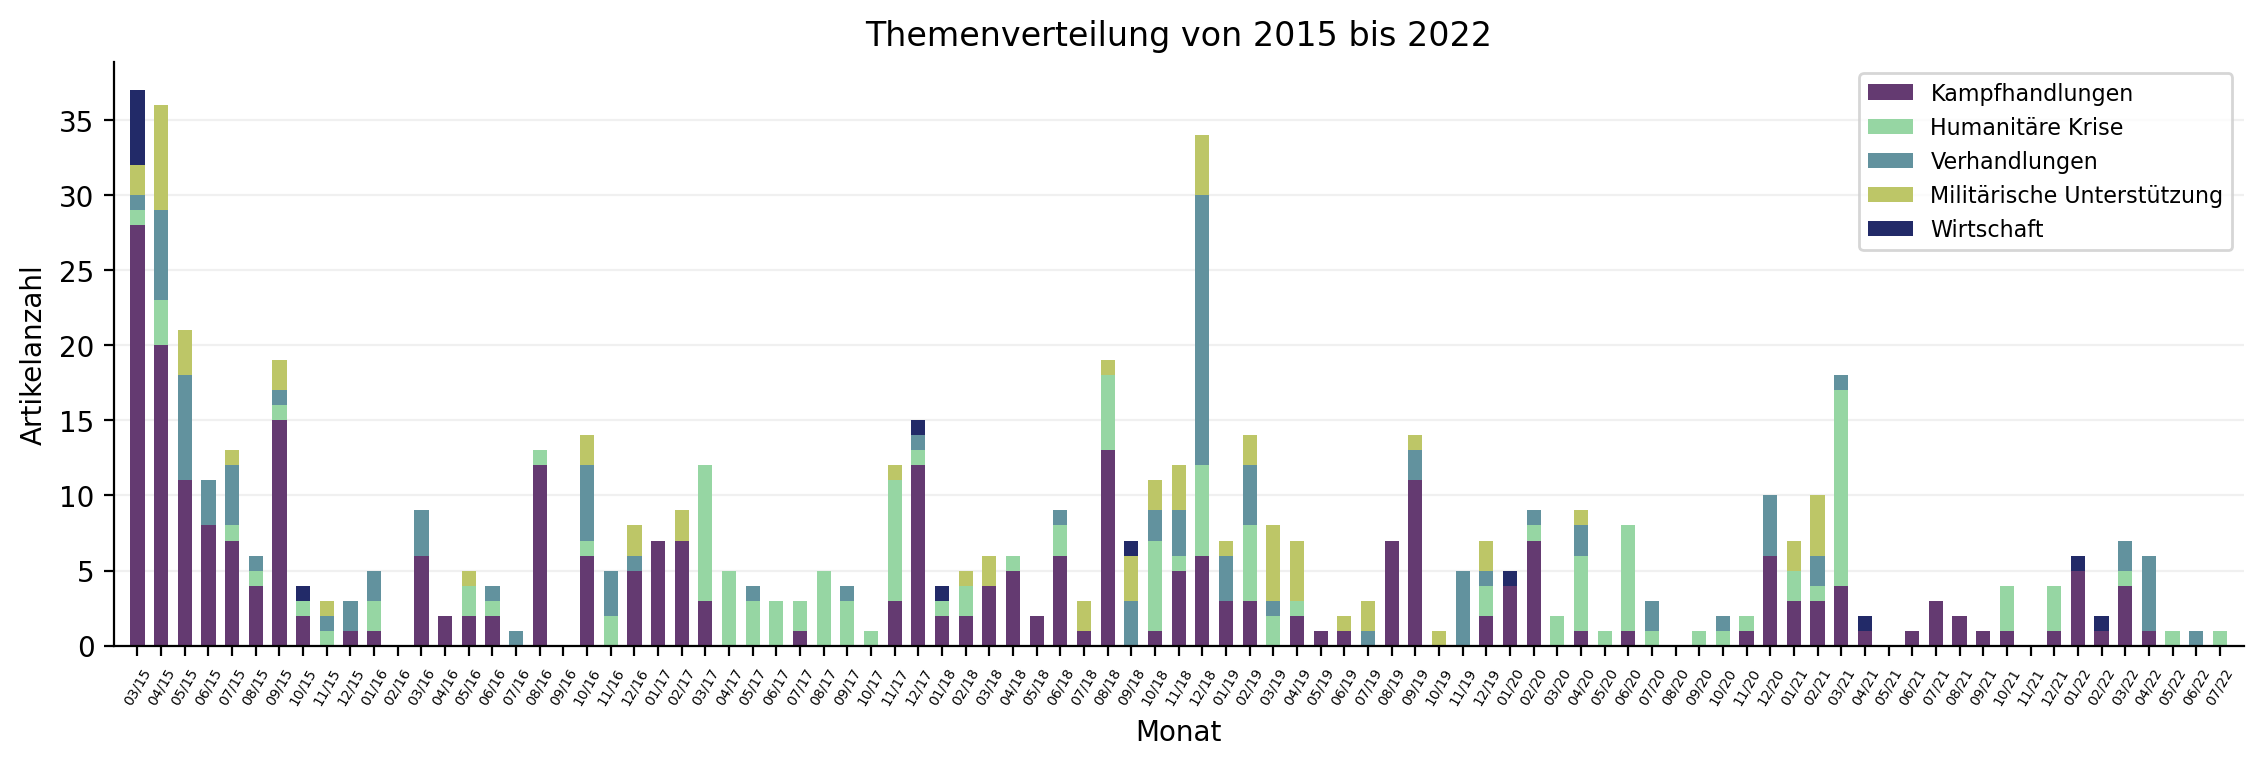 Themenverteilung von 2015 bis 2022
Kampfhandlungen
Humanitäre Krise
Verhandlungen
Militärische Unterstützung
Wirtschaft
Artikelanzahl
35
30
25
20
15
10
5
0
03/15 04/15 05/15 06/15 07/15 08/15 09/15 10/15 11/15 12/15 01/16 02/16 03/16 04/16 05/16 06/16 07/16 08/16 09/16 10/16 11/16 12/16 01/17 02/17 03/17 04/17 05/17 06/17 07/17 08/17 09/17 10/17 11/17 12/17 01/18 02/18 03/18 04/18 05/18 06/18 07/18 08/18 09/18 10/18 11/18 12/18 01/19 02/19 03/19 04/19 05/19 06/19 07/19 08/19 09/19 10/19 11/19 12/19 01/20 02/20 03/20 04/20 05/20 06/20 07/20 08/20 09/20 10/20 11/20 12/20 01/21 02/21 03/21 04/21 05/21 06/21 07/21 08/21 09/21 10/21 11/21 12/21 01/22 02/22 03/22 04/22 05/22 06/22 07/22
Monat